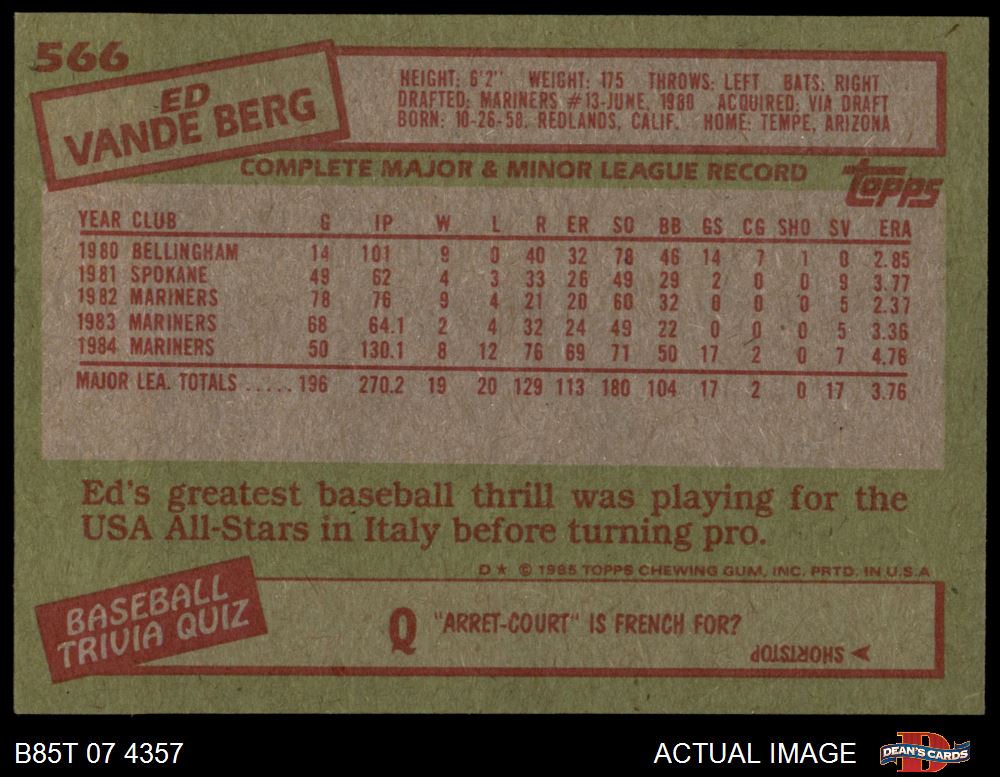 566
ED
VANDE BERG
HEIGHT: 6'2" WEIGHT: 175 THROWS: LEFT BATS: RIGHT
DRAFTED: MARINERS #13-JUNE, 1980 ACQUIRED: VIA DRAFT
BORN: 10-26-58, REDLANDS, CALIF. HOME: TEMPE, ARIZONA
COMPLETE MAJOR & MINOR LEAGUE RECORD
topps
YEAR CLUB G IP W L R ER SO BB GS CG SHO SV ERA
1980 BELLINGHAM 14 101 9 0 40 32 78 46 14 7 1 0 2.85
1981 SPOKANE 49 62 4 3 33 26 49 29 2 0 0 9 3.77
1982 MARINERS 78 76 9 4 21 20 60 32 0 0 0 5 2.37
1983 MARINERS 68 64.1 2 4 32 24 49 22 0 0 0 5 3.36
1984 MARINERS 50 130.1 8 12 76 69 71 50 17 2 0 7 4.76
MAJOR LEA. TOTALS ..... 196 270.2 19 20 129 113 180 104 17 2 0 17 3.76
Ed's greatest baseball thrill was playing for the
USA All-Stars in Italy before turning pro.
D★ © 1985 TOPPS CHEWING GUM, INC. PRTD. IN U.S.A.
BASEBALL
TRIVIA QUIZ
Q "ARRET-COURT" IS FRENCH FOR?
SHORTSTOP
B85T 07 4357
ACTUAL IMAGE
DEAN'S CARDS